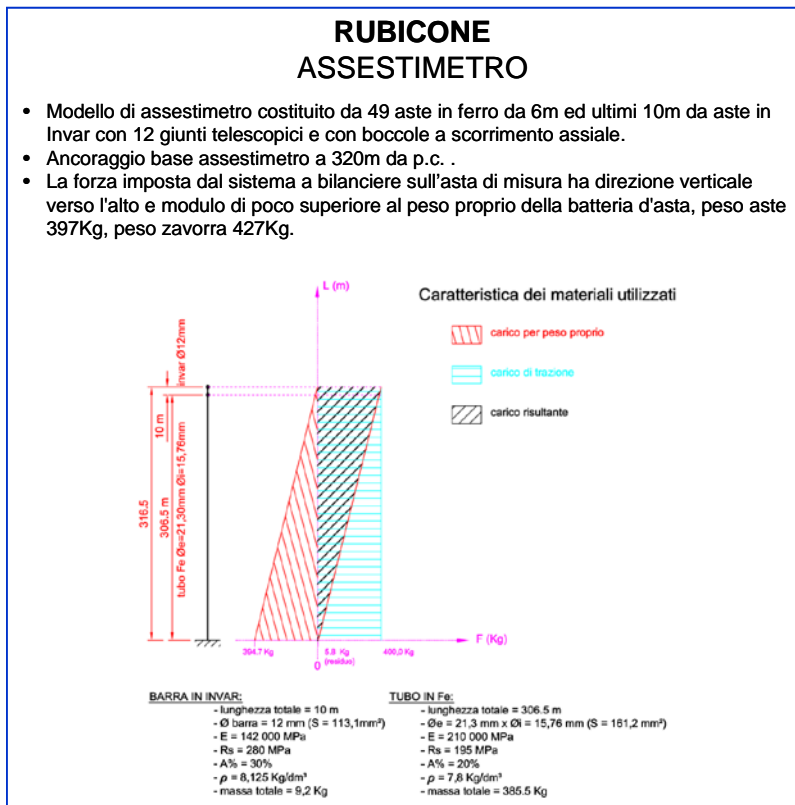 RUBICONE
ASSESTIMETRO
• Modello di assestimetro costituito da 49 aste in ferro da 6m ed ultimi 10m da aste in
Invar con 12 giunti telescopici e con boccole a scorrimento assiale.
• Ancoraggio base assestimetro a 320m da p.c. .
• La forza imposta dal sistema a bilanciere sull'asta di misura ha direzione verticale
verso l'alto e modulo di poco superiore al peso proprio della batteria d'asta, peso aste
397Kg, peso zavorra 427Kg.
L (m)
Caratteristica dei materiali utilizzati
carico per peso proprio
carico di trazione
carico risultante
invar Ø12mm
10 m
316.5
306.5 m
tubo Fe Øe=21,30mm Øi=15,76mm
F (Kg)
394.7 Kg
5.8 Kg
(residuo)
400,0 Kg
0
BARRA IN INVAR:
- lunghezza totale = 10 m
- Ø barra = 12 mm (S = 113,1mm²)
- E = 142 000 MPa
- Rs = 280 MPa
- A% = 30%
- ρ = 8,125 Kg/dm³
- massa totale = 9,2 Kg
TUBO IN Fe:
- lunghezza totale = 306.5 m
- Øe = 21,3 mm x Øi = 15,76 mm (S = 161,2 mm²)
- E = 210 000 MPa
- Rs = 195 MPa
- A% = 20%
- ρ = 7,8 Kg/dm³
- massa totale = 385.5 Kg